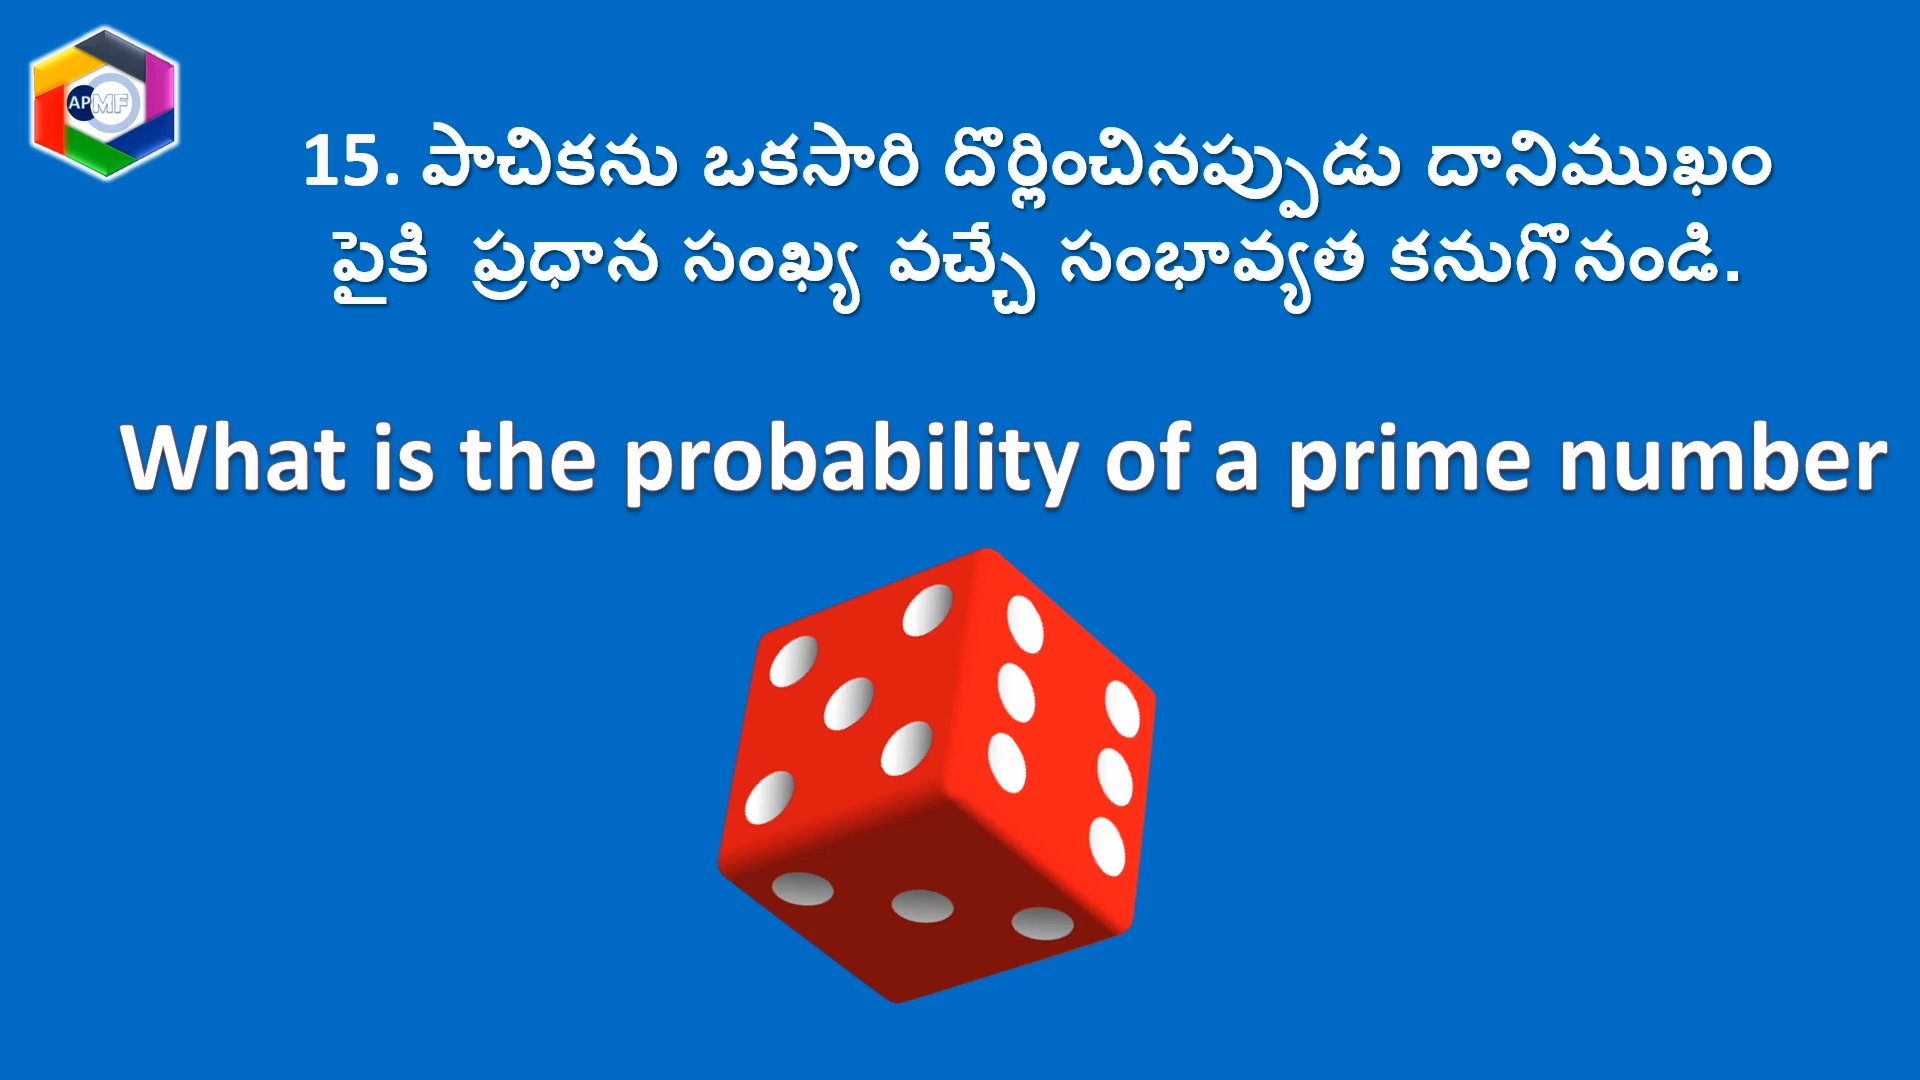 APMF
15. పాచికను ఒకసారి దొర్లించినప్పుడు దానిముఖం
పైకి ప్రధాన సంఖ్య వచ్చే సంభావ్యత కనుగొనండి.
What is the probability of a prime number